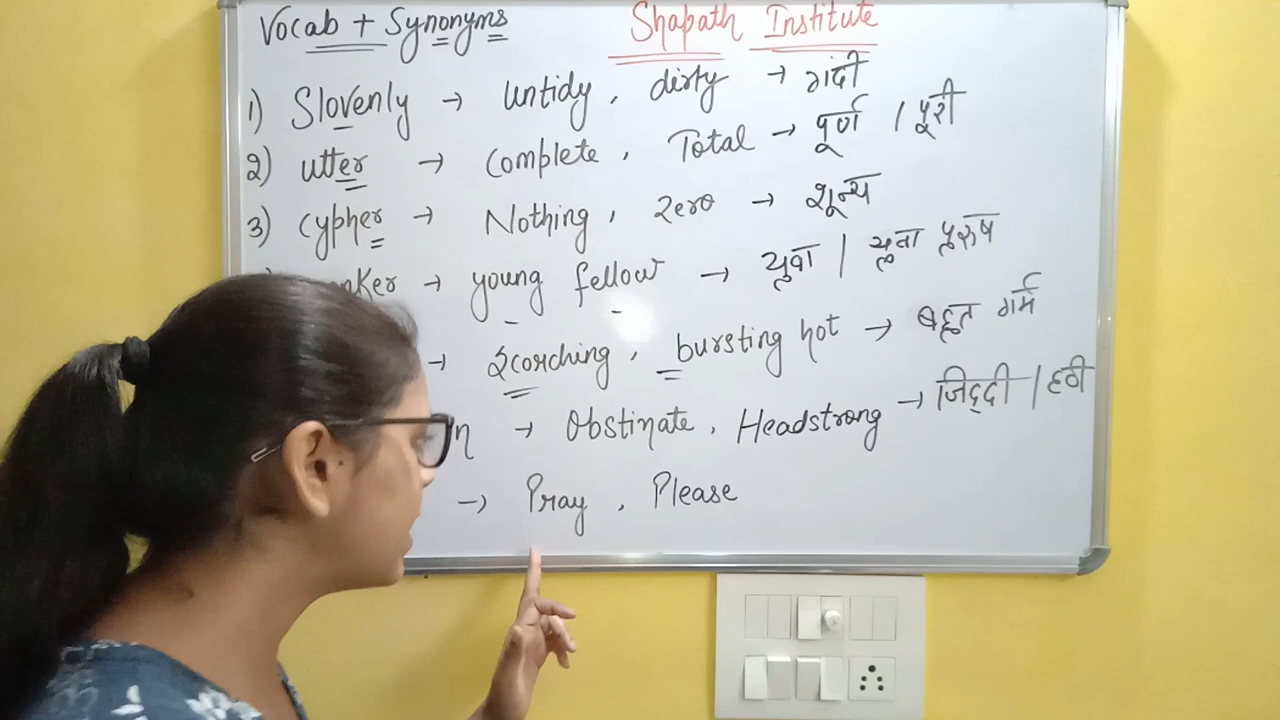 Vocab + Synonyms Shapath Institute
1) Slovenly → Untidy, dirty → गंदी
2) utter → Complete, Total → पूर्ण / पूरी
3) cypher → Nothing, Zero → शून्य
→ young fellow → युवा / युवा पुरुष
→ Scorching, bursting hot → बहुत गर्म
→ Obstinate, Headstrong → जिद्दी / हठी
→ Pray, Please